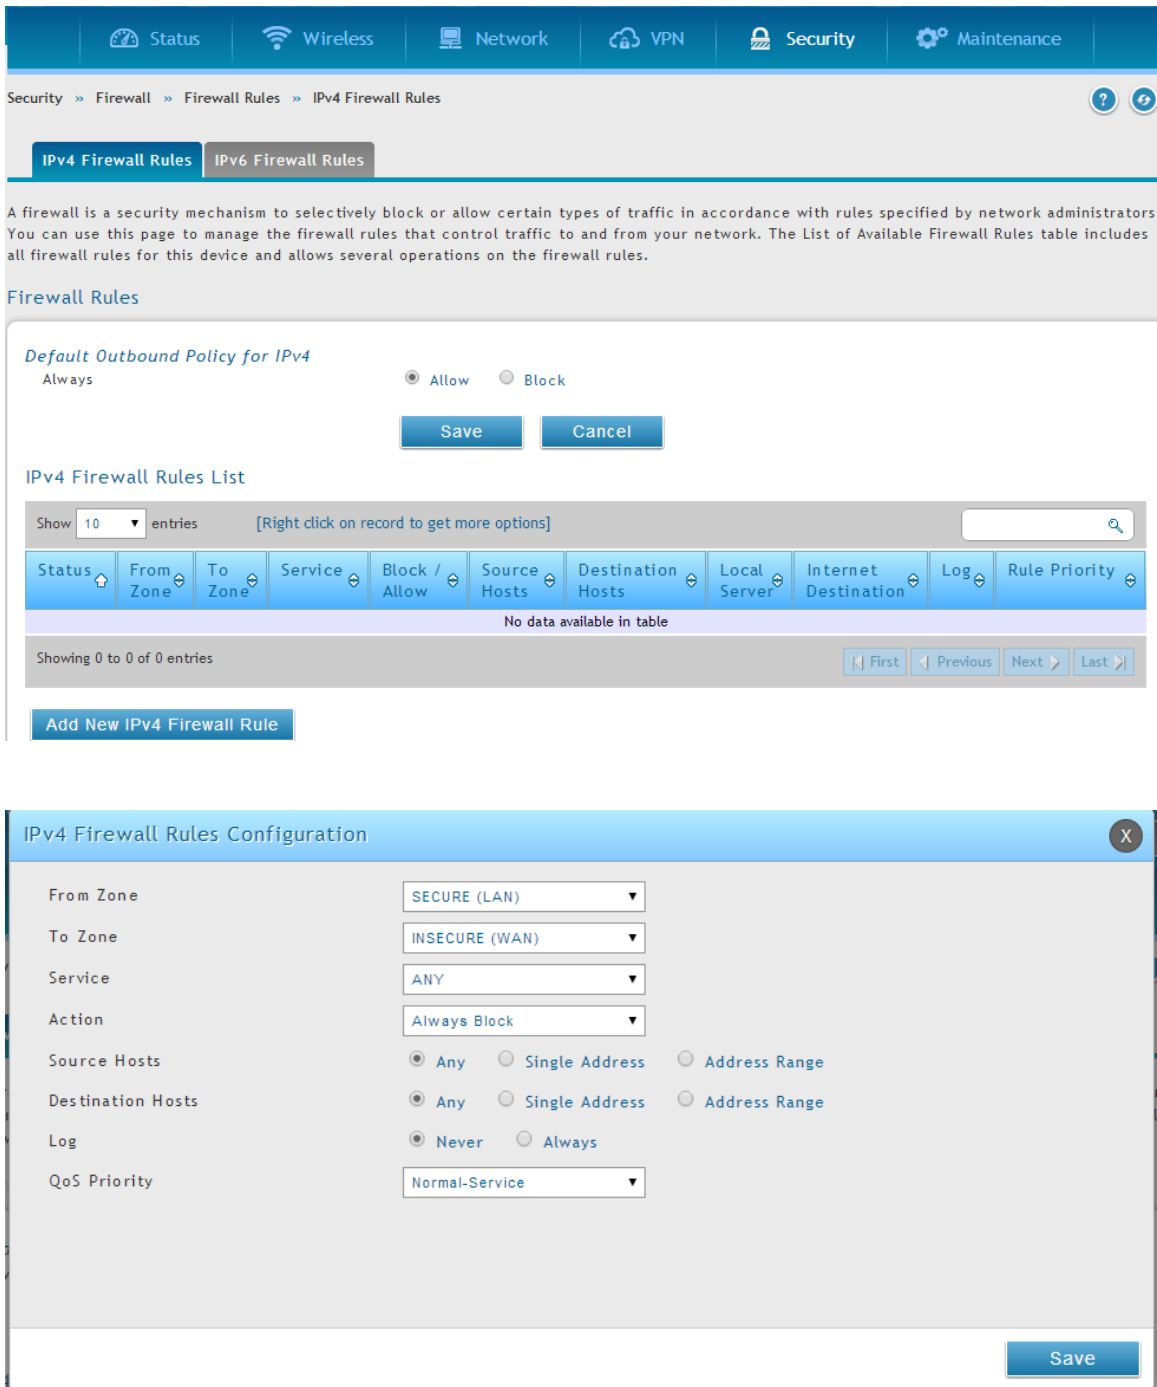 Status Wireless Network VPN Security Maintenance
Security » Firewall » Firewall Rules » IPv4 Firewall Rules
?
IPv4 Firewall Rules IPv6 Firewall Rules
A firewall is a security mechanism to selectively block or allow certain types of traffic in accordance with rules specified by network administrators
You can use this page to manage the firewall rules that control traffic to and from your network. The List of Available Firewall Rules table includes
all firewall rules for this device and allows several operations on the firewall rules.
Firewall Rules
Default Outbound Policy for IPv4
Always Allow Block
Save Cancel
IPv4 Firewall Rules List
Show 10 entries [Right click on record to get more options]
Status From Zone To Zone Service Block / Allow Source Hosts Destination Hosts Local Server Internet Destination Log Rule Priority
No data available in table
Showing 0 to 0 of 0 entries First Previous Next Last
Add New IPv4 Firewall Rule
IPv4 Firewall Rules Configuration X
From Zone SECURE (LAN)
To Zone INSECURE (WAN)
Service ANY
Action Always Block
Source Hosts Any Single Address Address Range
Destination Hosts Any Single Address Address Range
Log Never Always
QoS Priority Normal-Service
Save